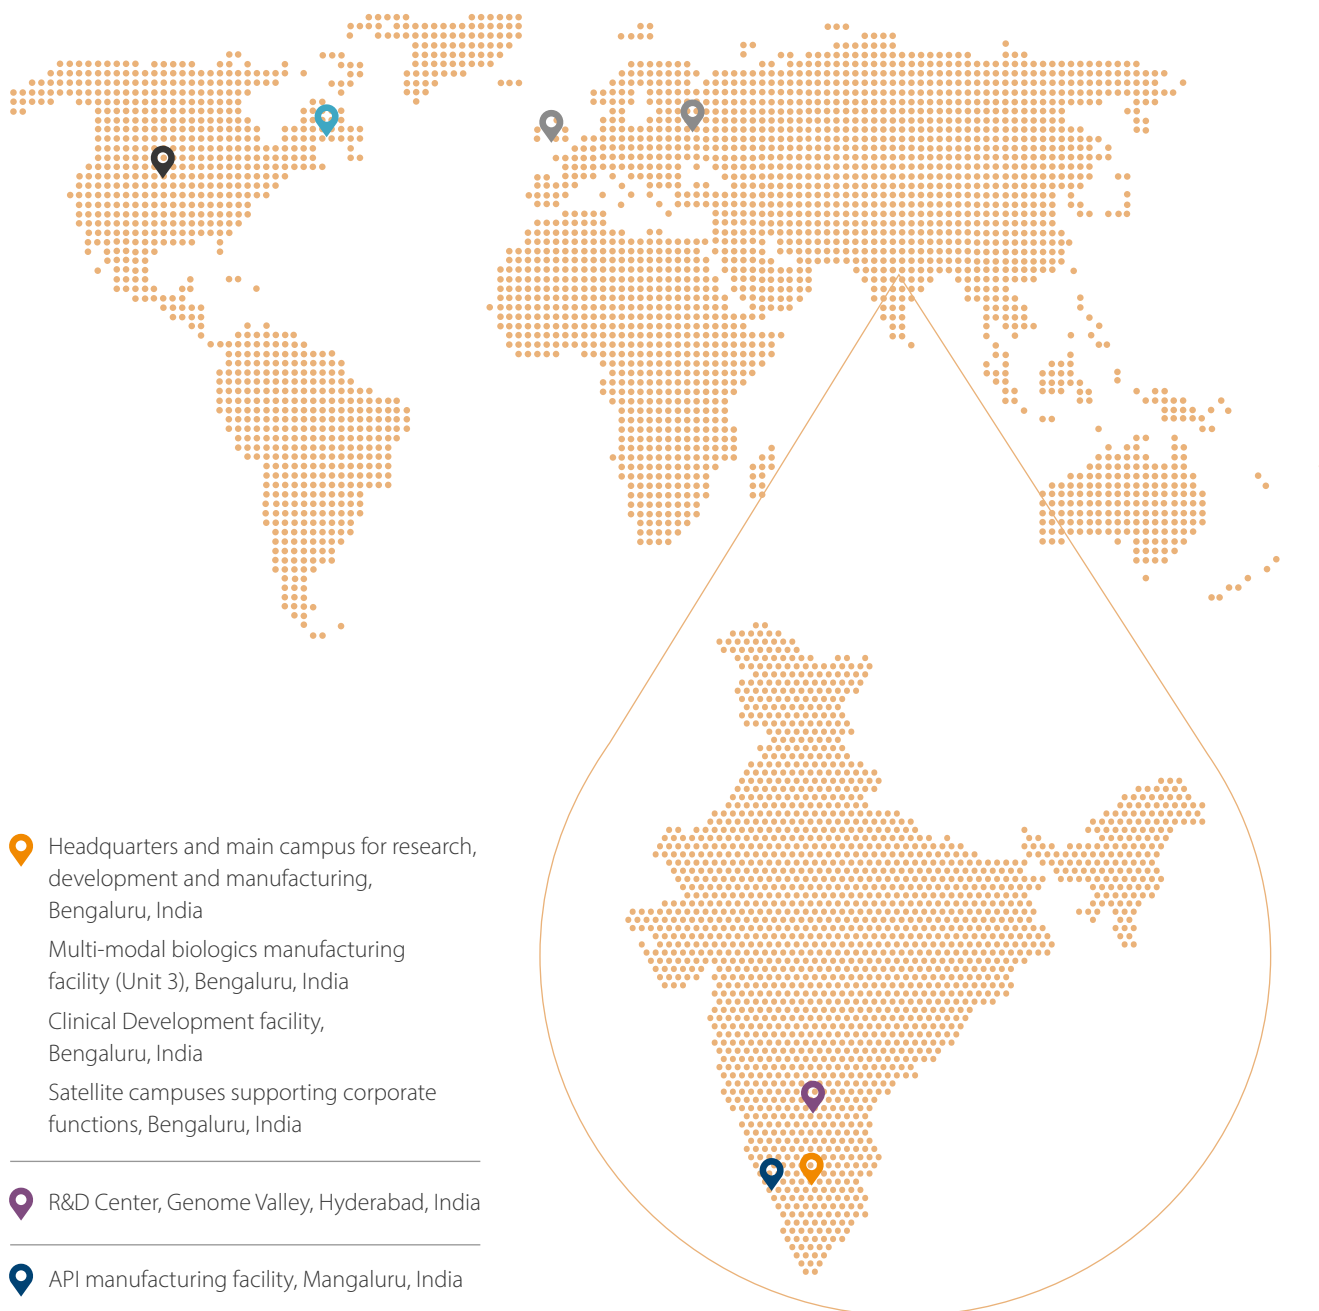 Headquarters and main campus for research,
development and manufacturing,
Bengaluru, India
Multi-modal biologics manufacturing
facility (Unit 3), Bengaluru, India
Clinical Development facility,
Bengaluru, India
Satellite campuses supporting corporate
functions, Bengaluru, India
R&D Center, Genome Valley, Hyderabad, India
API manufacturing facility, Mangaluru, India